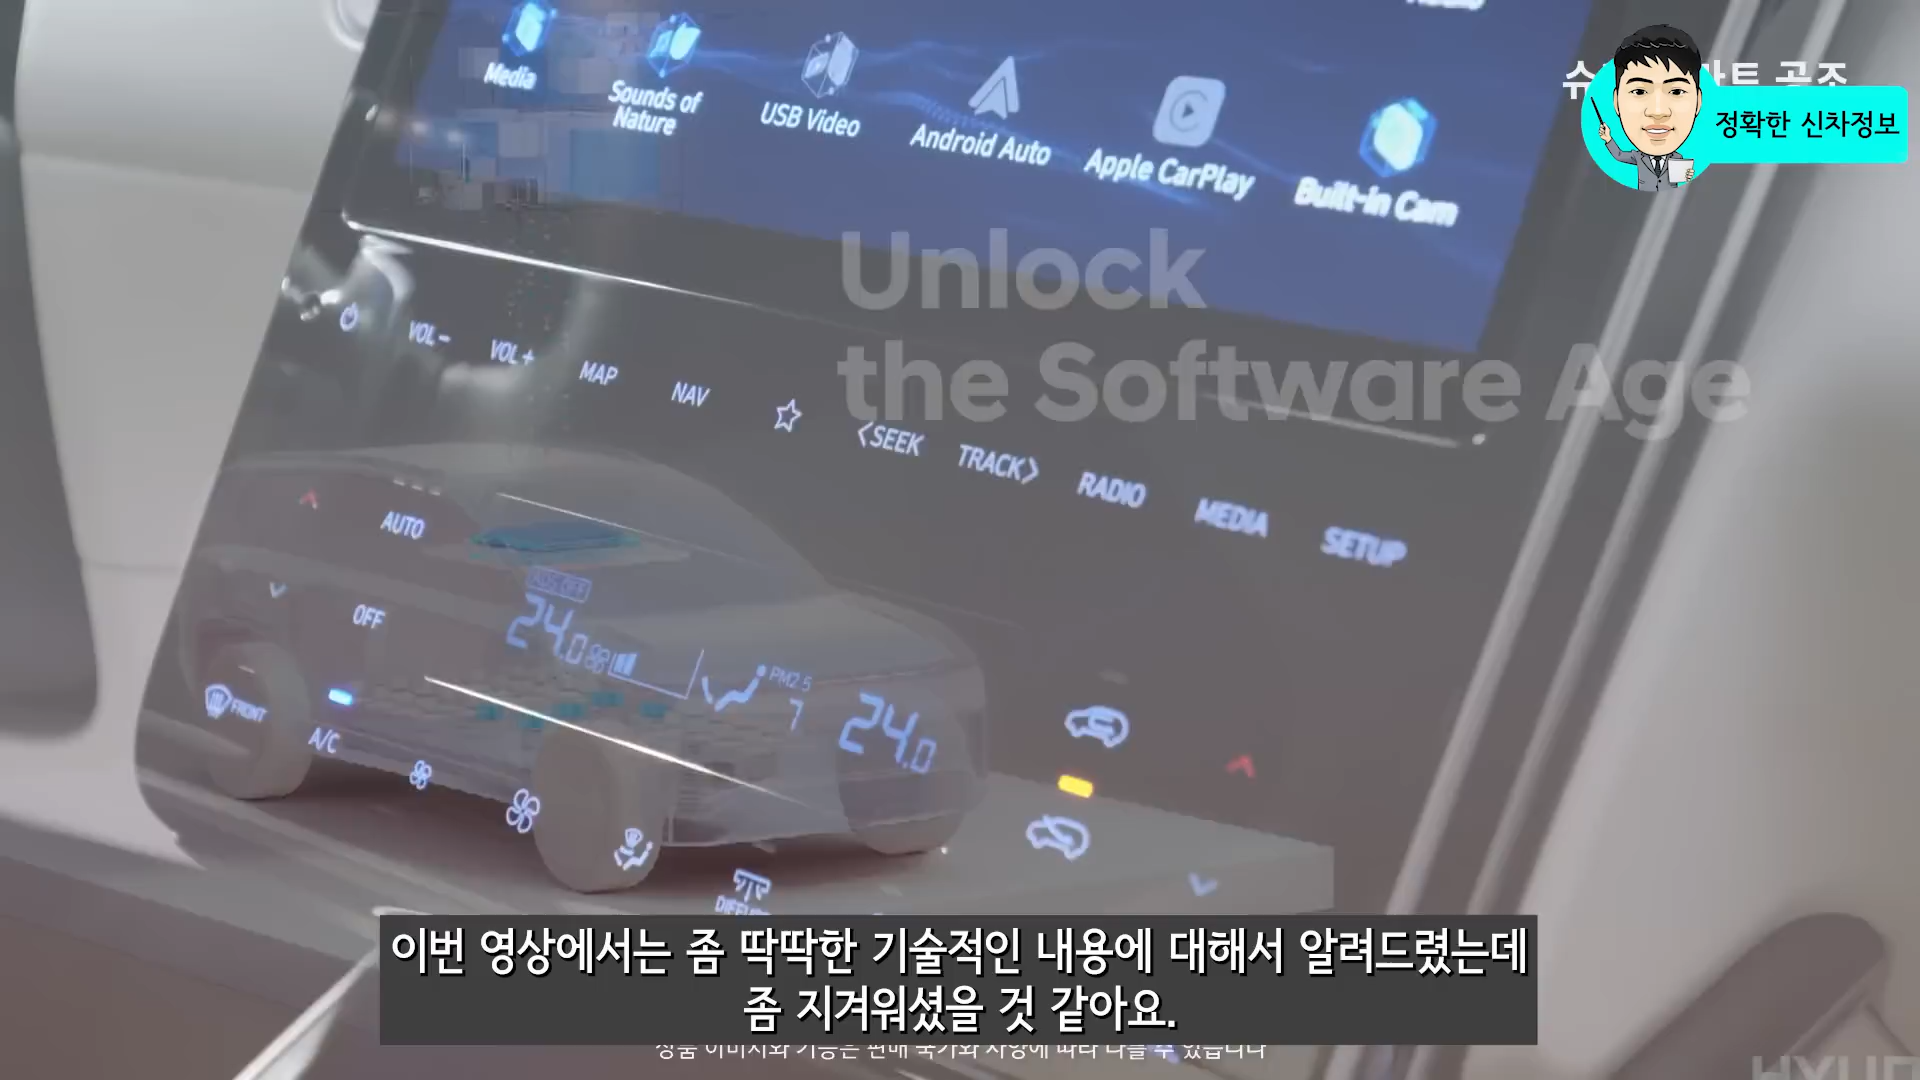 Media
Sounds of
Nature
USB Video
Android Auto
Apple CarPlay
Built-in Cam
정확한 신차정보
Unlock
the Software Age
VOL-
VOL+
MAP
NAV
<SEEK
TRACK>
RADIO
MEDIA
SETUP
AUTO
OFF
24.0
PM2.5
7
24.0
FRONT
A/C
이번 영상에서는 좀 딱딱한 기술적인 내용에 대해서 알려드렸는데
좀 지겨워셨을 것 같아요.